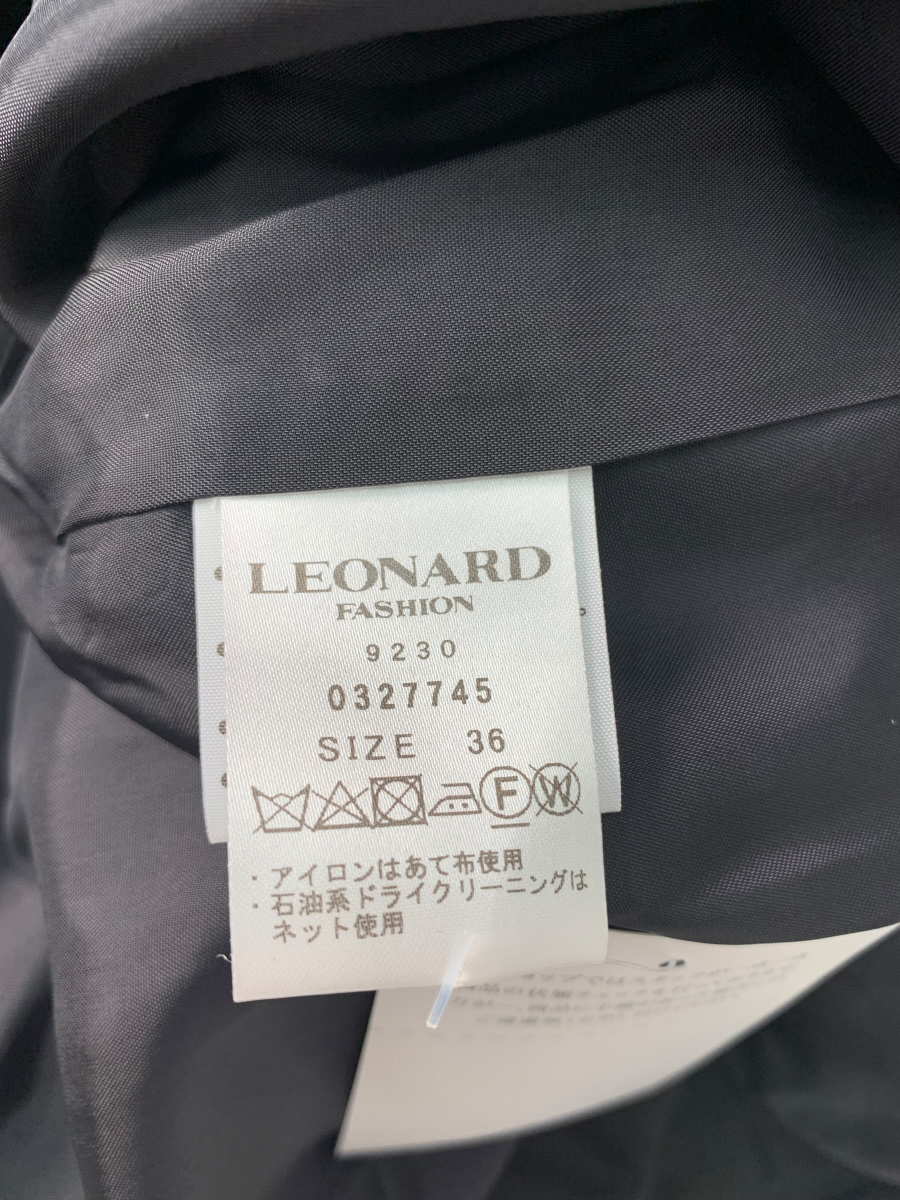 LEONARD
FASHION
9230
0327745
SIZE 36
F W
・アイロンはあて布使用
・石油系ドライクリーニングは
ネット使用